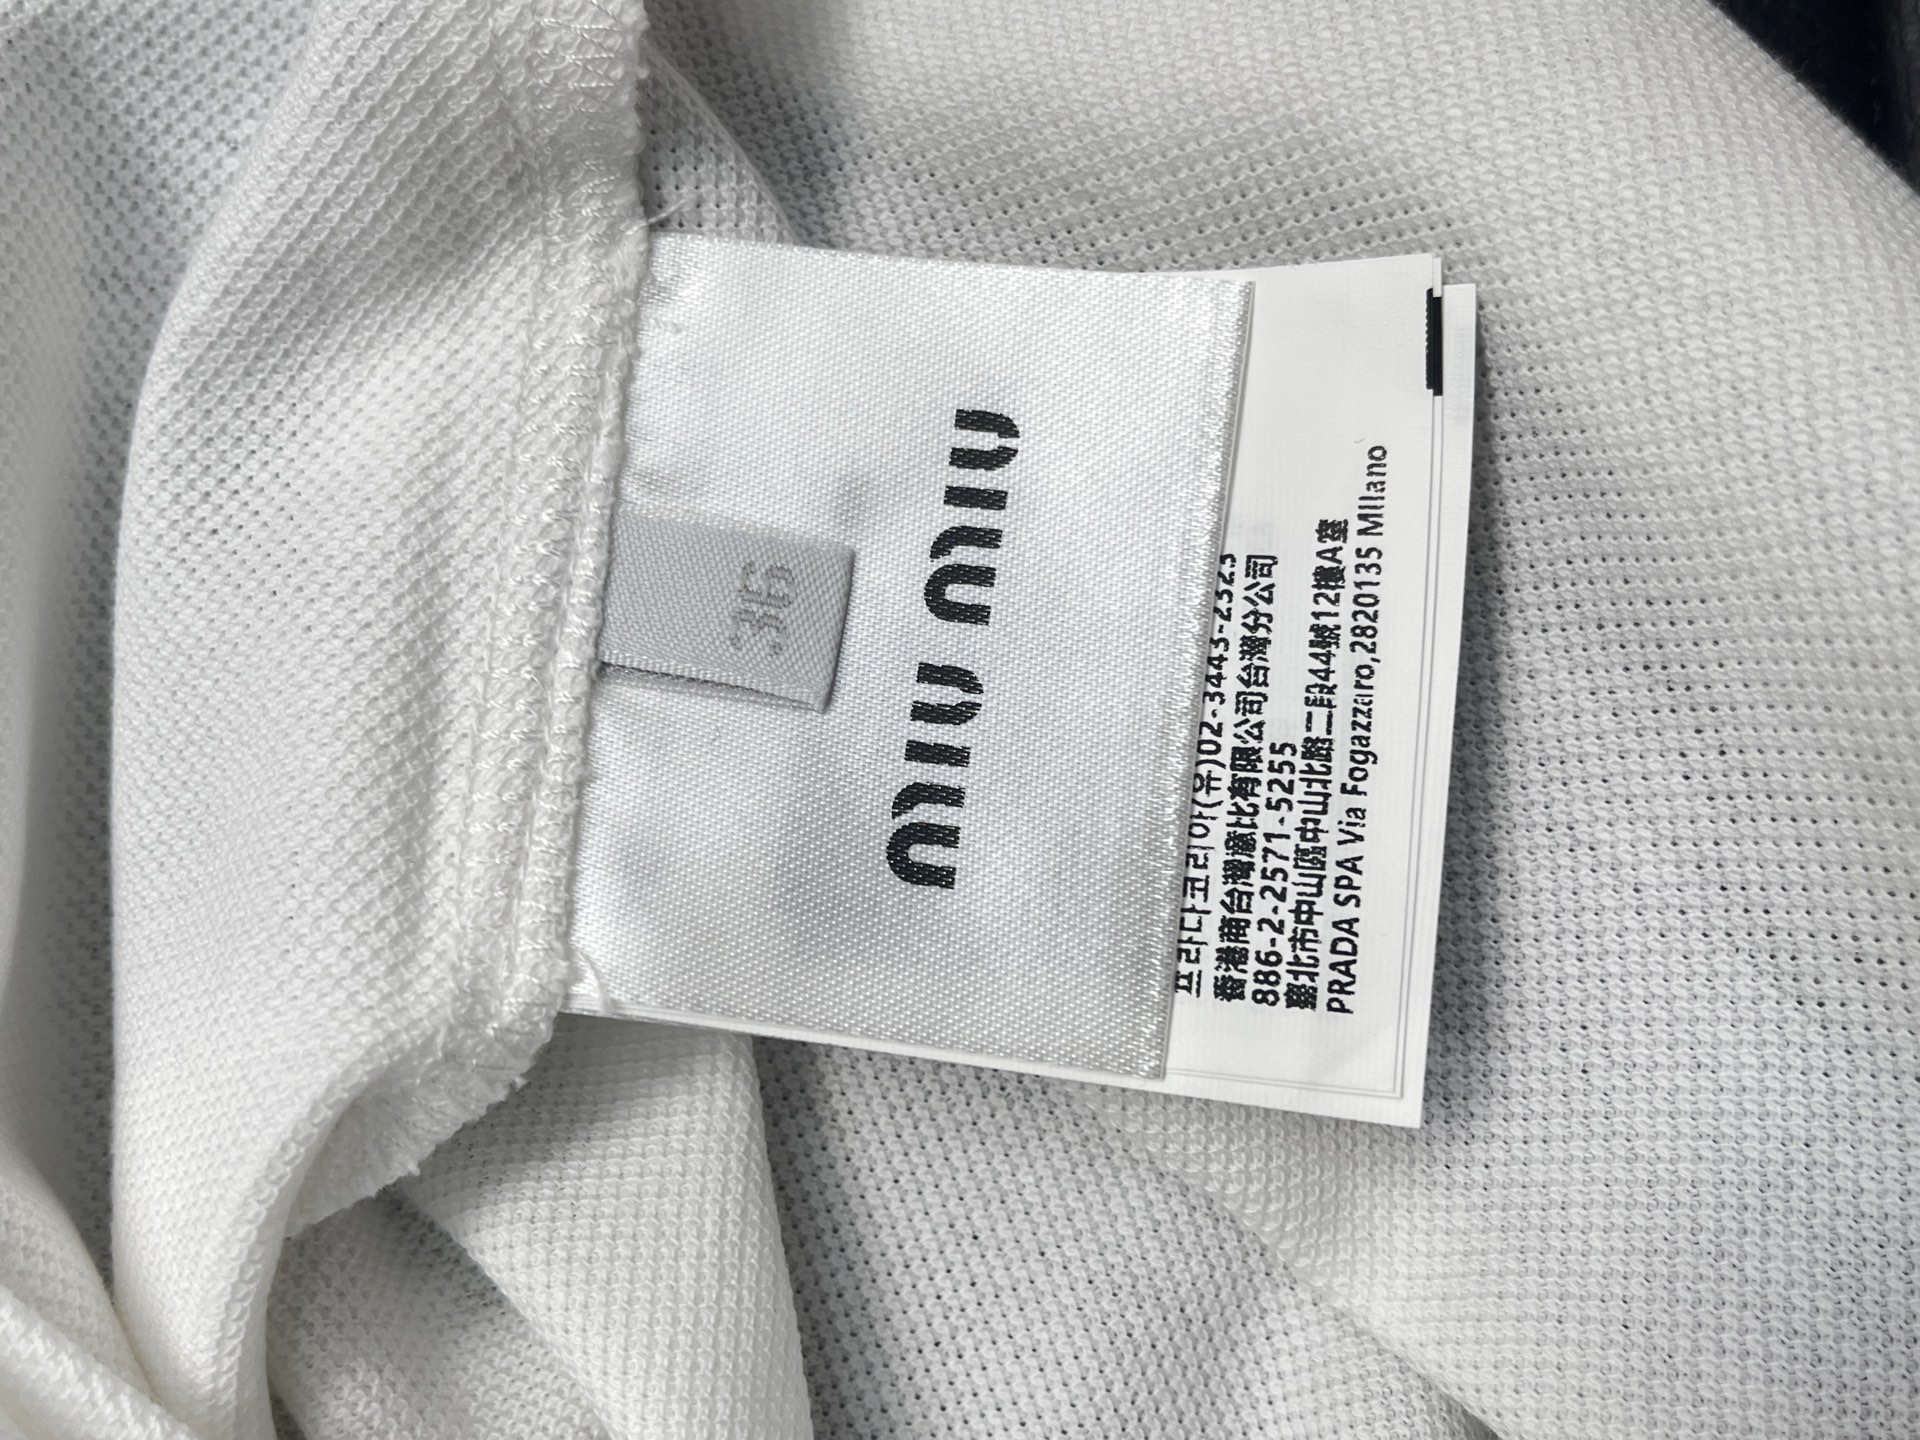 miu miu
36
프라다코리아(유)02-3443-2323
香港商台灣意比有限公司台灣分公司
886-2-2571-5255
臺北市中山區中山北路二段44號12樓A室
PRADA SPA Via Fogazzaro,2820135 Milano